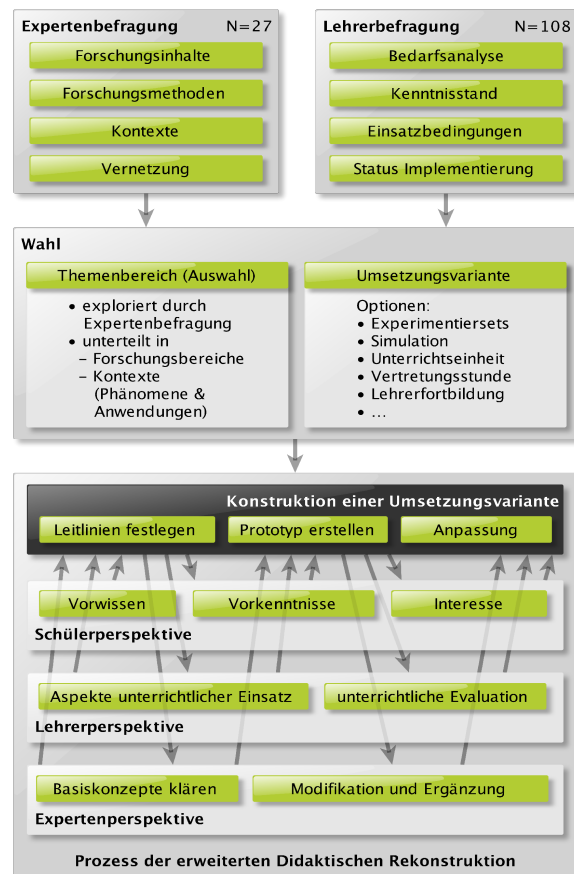 Expertenbefragung N=27
Forschungsinhalte
Forschungsmethoden
Kontexte
Vernetzung
Lehrerbefragung N=108
Bedarfsanalyse
Kenntnisstand
Einsatzbedingungen
Status Implementierung
Wahl
Themenbereich (Auswahl)
• exploriert durch
Expertenbefragung
• unterteilt in
– Forschungsbereiche
– Kontexte
(Phänomene &
Anwendungen)
Umsetzungsvariante
Optionen:
• Experimentiersets
• Simulation
• Unterrichtseinheit
• Vertretungsstunde
• Lehrerfortbildung
• ...
Konstruktion einer Umsetzungsvariante
Leitlinien festlegen
Prototyp erstellen
Anpassung
Vorwissen
Vorkenntnisse
Interesse
Schülerperspektive
Aspekte unterrichtlicher Einsatz
unterrichtliche Evaluation
Lehrerperspektive
Basiskonzepte klären
Modifikation und Ergänzung
Expertenperspektive
Prozess der erweiterten Didaktischen Rekonstruktion